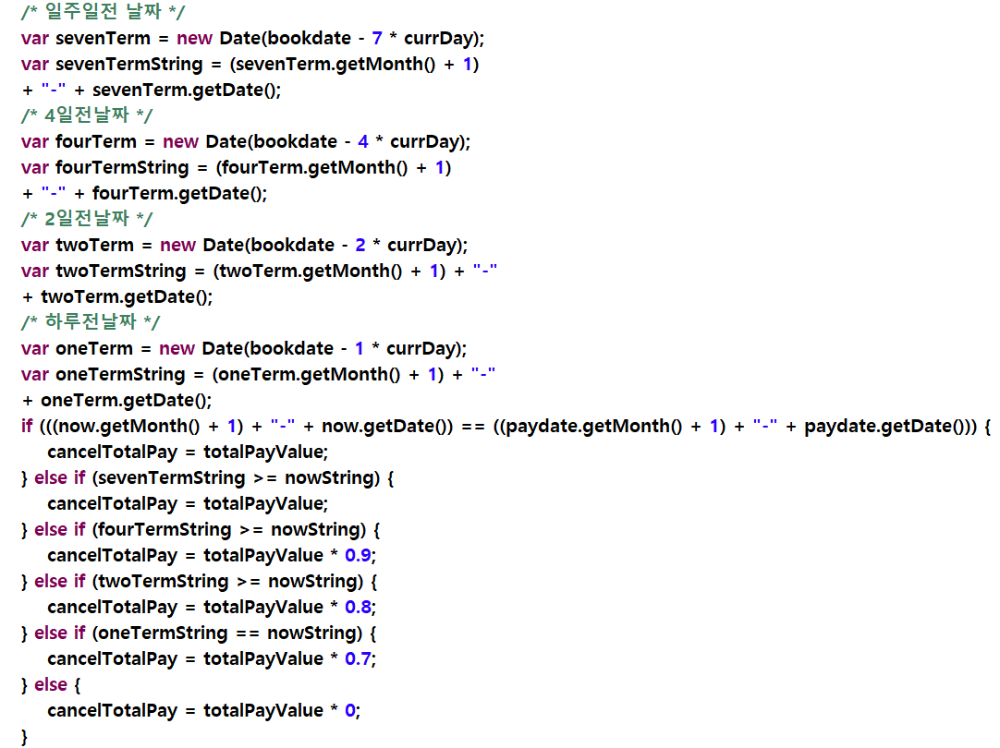 /* 일주일전 날짜 */
var sevenTerm = new Date(bookdate - 7 * currDay);
var sevenTermString = (sevenTerm.getMonth() + 1)
+ "-" + sevenTerm.getDate();
/* 4일전날짜 */
var fourTerm = new Date(bookdate - 4 * currDay);
var fourTermString = (fourTerm.getMonth() + 1)
+ "-" + fourTerm.getDate();
/* 2일전날짜 */
var twoTerm = new Date(bookdate - 2 * currDay);
var twoTermString = (twoTerm.getMonth() + 1) + "-"
+ twoTerm.getDate();
/* 하루전날짜 */
var oneTerm = new Date(bookdate - 1 * currDay);
var oneTermString = (oneTerm.getMonth() + 1) + "-"
+ oneTerm.getDate();
if (((now.getMonth() + 1) + "-" + now.getDate()) == ((paydate.getMonth() + 1) + "-" + paydate.getDate())) {
cancelTotalPay = totalPayValue;
} else if (sevenTermString >= nowString) {
cancelTotalPay = totalPayValue;
} else if (fourTermString >= nowString) {
cancelTotalPay = totalPayValue * 0.9;
} else if (twoTermString >= nowString) {
cancelTotalPay = totalPayValue * 0.8;
} else if (oneTermString == nowString) {
cancelTotalPay = totalPayValue * 0.7;
} else {
cancelTotalPay = totalPayValue * 0;
}